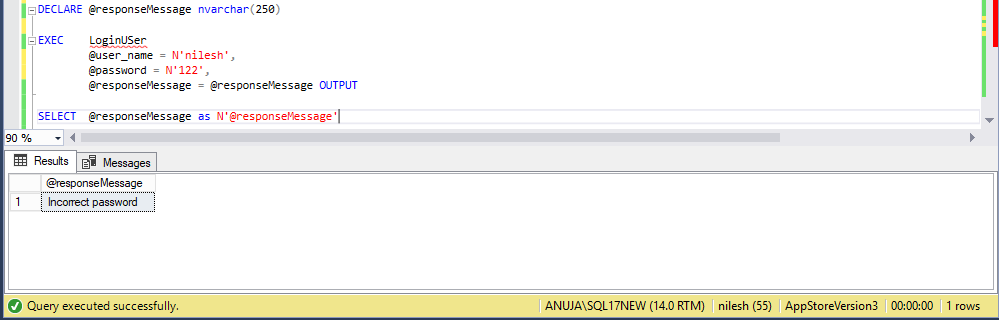 DECLARE @responseMessage nvarchar(250)
EXEC LoginUSer
@user_name = N'nilesh',
@password = N'122',
@responseMessage = @responseMessage OUTPUT
SELECT @responseMessage as N'@responseMessage'
90 %
Results Messages
@responseMessage
1 Incorrect password
Query executed successfully. ANUJA\SQL17NEW (14.0 RTM) nilesh (55) AppStoreVersion3 00:00:00 1 rows